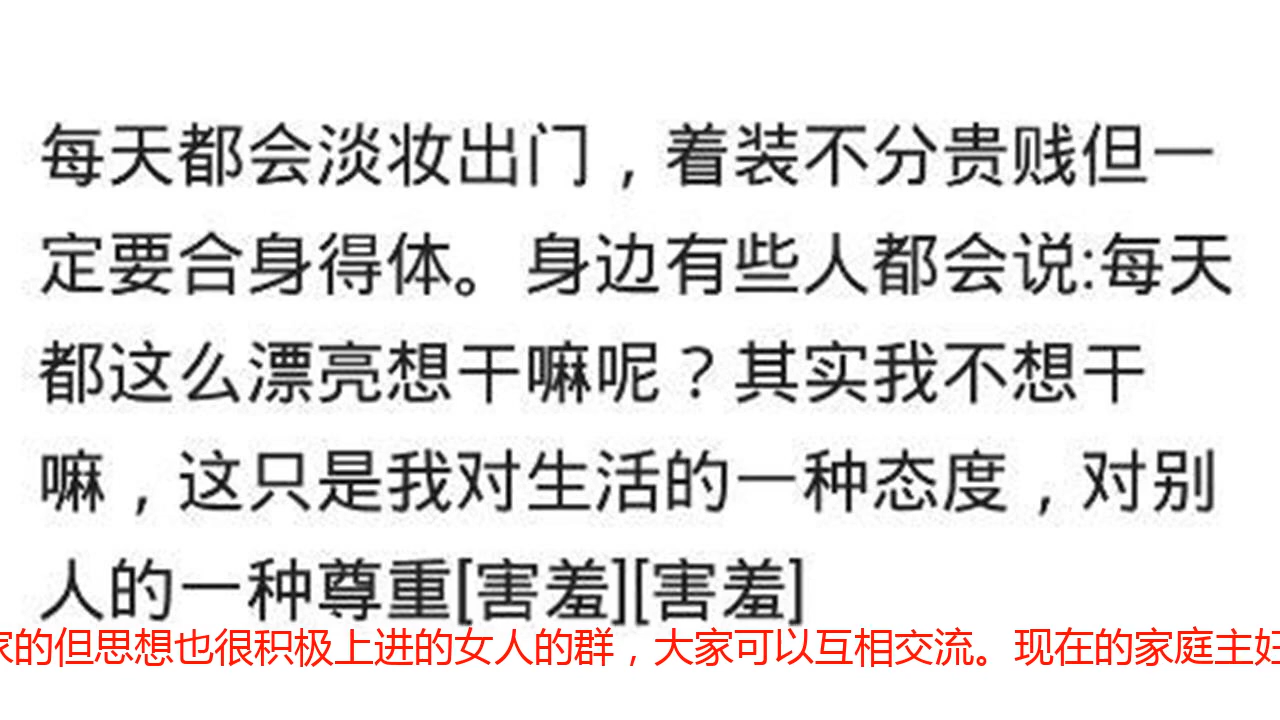 每天都会淡妆出门，着装不分贵贱但一
定要合身得体。身边有些人都会说:每天
都这么漂亮想干嘛呢？其实我不想干
嘛，这只是我对生活的一种态度，对别
人的一种尊重[害羞][害羞]
家的但思想也很积极上进的女人的群，大家可以互相交流。现在的家庭主妇